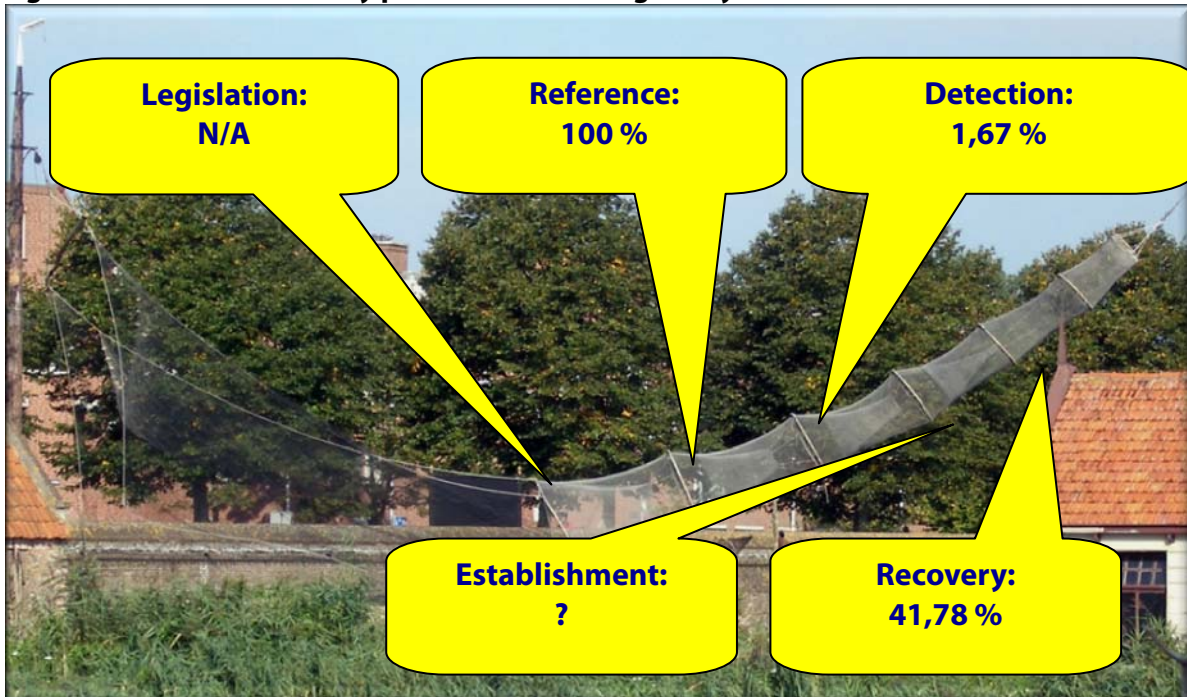 Legislation:
N/A
Reference:
100 %
Detection:
1,67 %
Establishment:
?
Recovery:
41,78 %